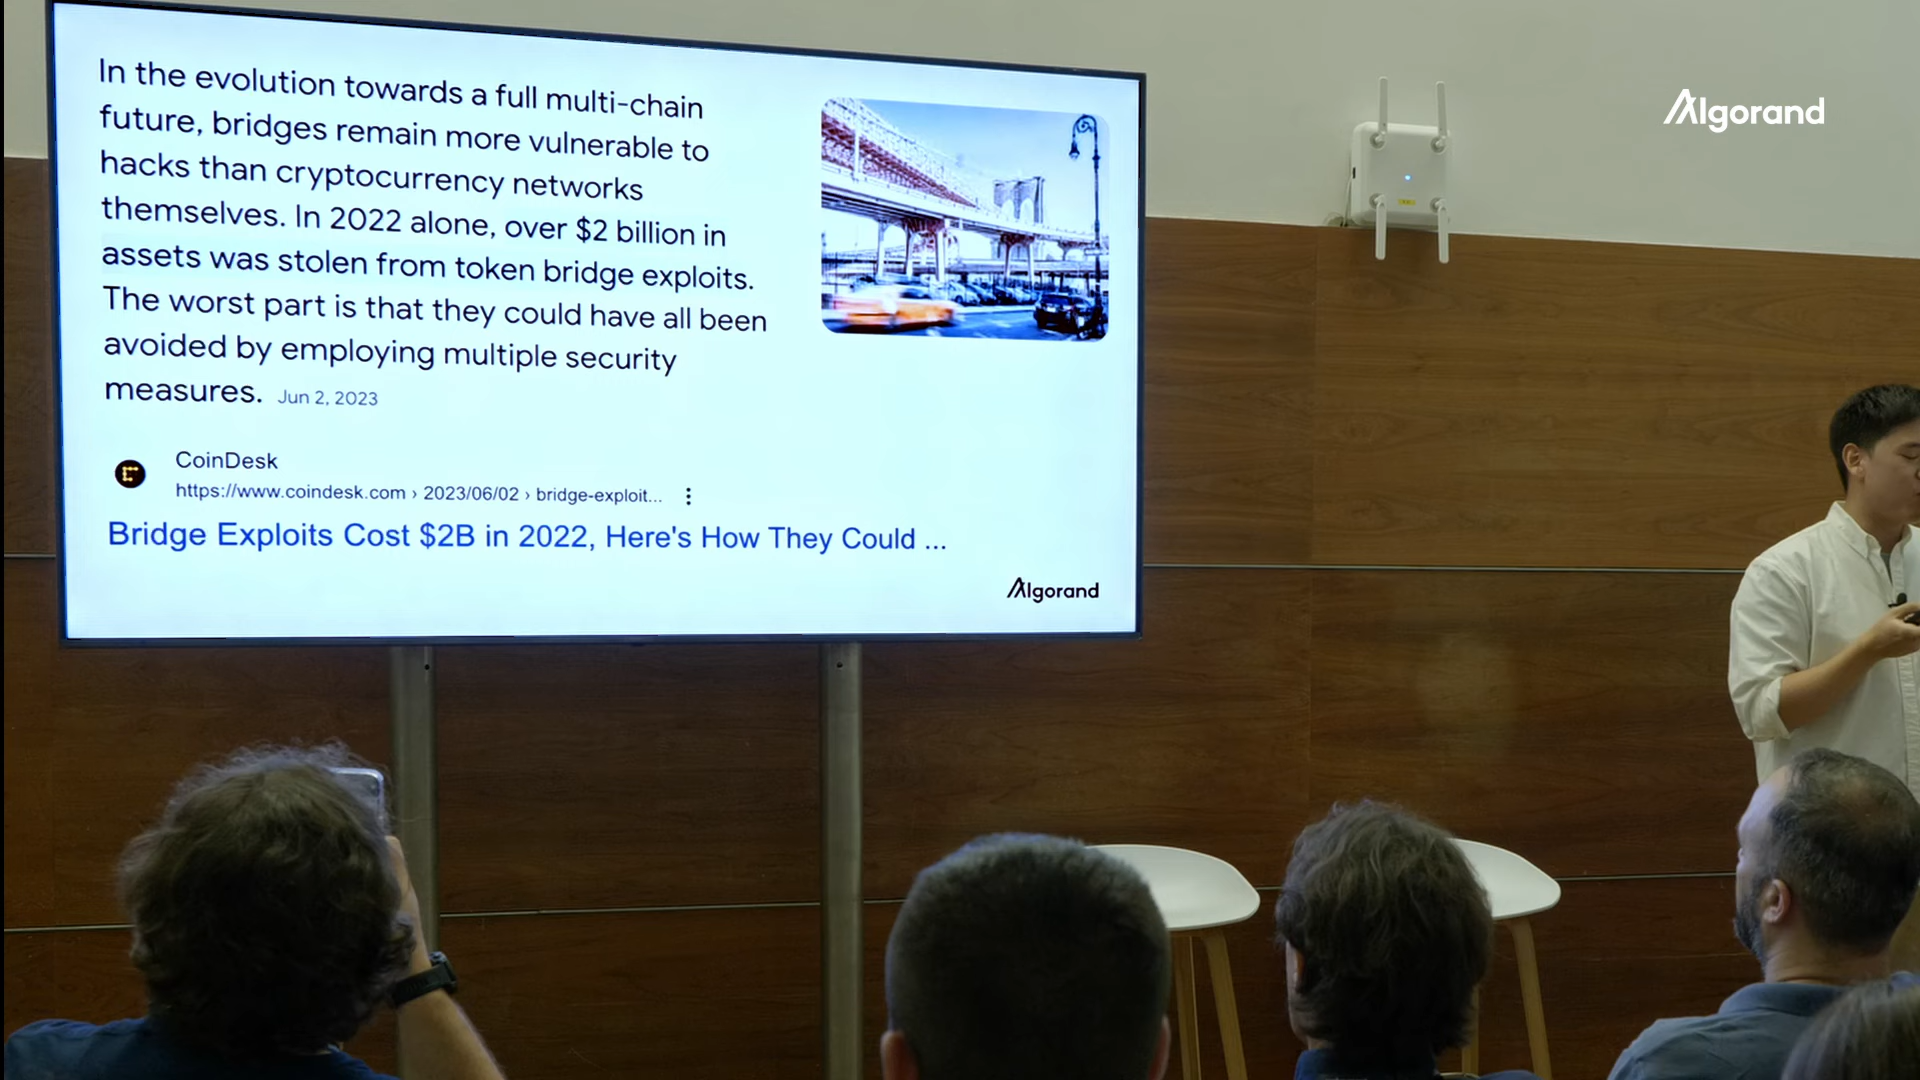 In the evolution towards a full multi-chain
future, bridges remain more vulnerable to
hacks than cryptocurrency networks
themselves. In 2022 alone, over $2 billion in
assets was stolen from token bridge exploits.
The worst part is that they could have all been
avoided by employing multiple security
measures. Jun 2, 2023
CoinDesk
https://www.coindesk.com › 2023/06/02 › bridge-exploit...
Bridge Exploits Cost $2B in 2022, Here's How They Could ...
Algorand
Algorand